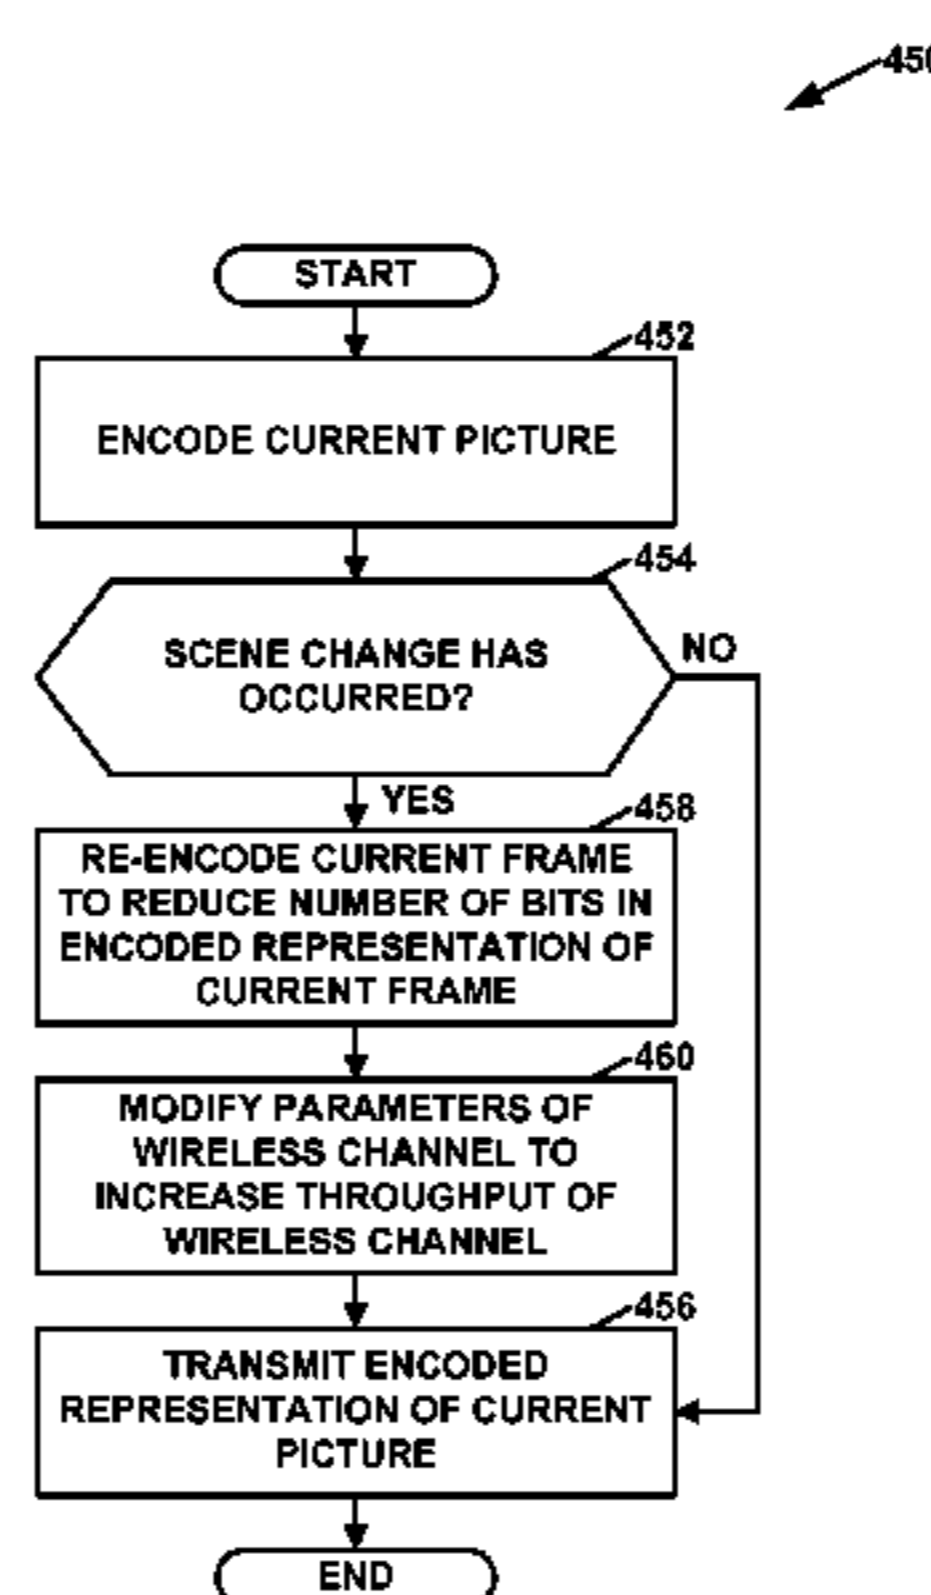 450
START
452
ENCODE CURRENT PICTURE
454
SCENE CHANGE HAS
OCCURRED?
NO
YES
458
RE-ENCODE CURRENT FRAME
TO REDUCE NUMBER OF BITS IN
ENCODED REPRESENTATION OF
CURRENT FRAME
460
MODIFY PARAMETERS OF
WIRELESS CHANNEL TO
INCREASE THROUGHPUT OF
WIRELESS CHANNEL
456
TRANSMIT ENCODED
REPRESENTATION OF CURRENT
PICTURE
END